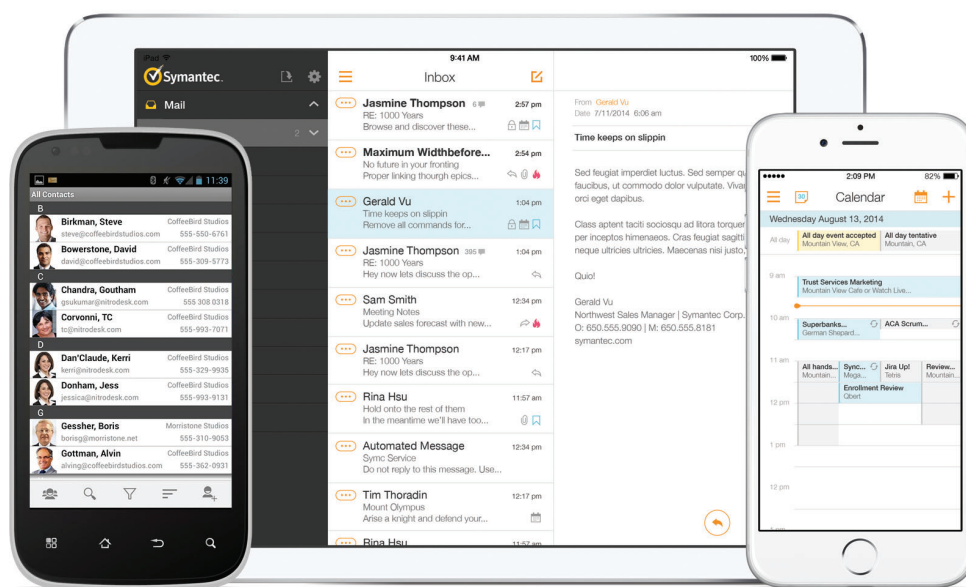 11:39
All Contacts
B
Birkman, Steve CoffeeBird Studios
steve@coffeebirdstudios.com 555-550-6761
Bowerstone, David CoffeeBird Studios
david@coffeebirdstudios.com 555-309-5773
C
Chandra, Goutham CoffeeBird Studios
gsukumar@nitrodesk.com 555 308 0318
Corvonni, TC CoffeeBird Studios
tc@nitrodesk.com 555-993-7071
D
Dan'Claude, Kerri CoffeeBird Studios
kerri@nitrodesk.com 555-329-9935
Donham, Jess CoffeeBird Studios
jessica@nitrodesk.com 555-993-9131
G
Gessher, Boris Morristone Studios
borisg@morristone.net 555-310-9053
Gottman, Alvin CoffeeBird Studios
alving@coffeebirdstudios.com 555-362-0931
iPad 9:41 AM 100%
Symantec.
Mail
2
Inbox
Jasmine Thompson 6 2:57 pm
RE: 1000 Years
Browse and discover these...
Maximum Widthbefore... 2:54 pm
No future in your fronting
Proper linking thourgh epics...
Gerald Vu 1:04 pm
Time keeps on slippin
Remove all commands for...
Jasmine Thompson 395 1:04 pm
RE: 1000 Years
Hey now lets discuss the op...
Sam Smith 12:34 pm
Meeting Notes
Update sales forecast with new...
Jasmine Thompson 12:17 pm
RE: 1000 Years
Hey now lets discuss the op...
Rina Hsu 11:57 am
Hold onto the rest of them
In the meantime we'll have too...
Automated Message 12:34 pm
Symc Service
Do not reply to this message. Use...
Tim Thoradin 12:17 pm
Mount Olympus
Arise a knight and defend your...
Rina Hsu 11:57 am
From Gerald Vu
Date 7/11/2014 6:06 am
Time keeps on slippin
Sed feugiat imperdiet luctus. Sed semper qu
faucibus, ut commodo dolor vulputate. Viva
orci eget dapibus.
Class aptent taciti sociosqu ad litora torquer
per inceptos himenaeos. Cras feugiat sagitti
neque ultricies ultricies. Maecenas nisi justo,
Quio!
Gerald Vu
Northwest Sales Manager | Symantec Corp.
O: 650.555.9090 | M: 650.555.8181
symantec.com
2:09 PM 82%
30 Calendar
Wednesday August 13, 2014
All day
All day event accepted
Mountain View, CA
All day tentative
Mountain, CA
9 am
Trust Services Marketing
Mountain View Cafe or Watch Live...
10 am
Superbanks...
German Shepard...
ACA Scrum...
11 am
All hands...
Mountain...
Sync...
Mega...
Jira Up!
Tetris
Review...
Mountain...
Enrollment Review
Qbert
12 pm
1 pm
12 pm